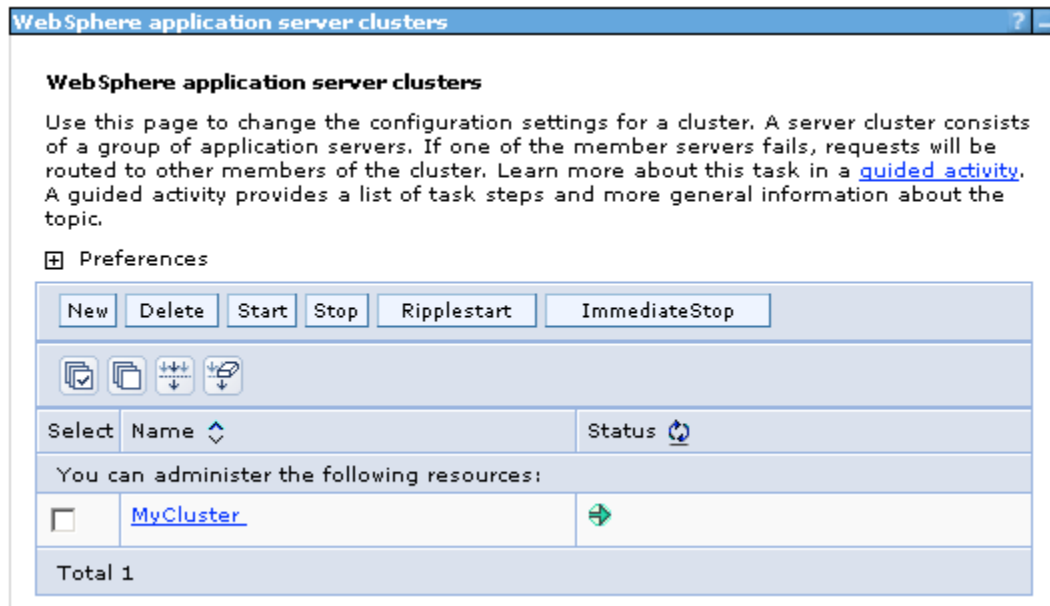 WebSphere application server clusters ? –
WebSphere application server clusters
Use this page to change the configuration settings for a cluster. A server cluster consists
of a group of application servers. If one of the member servers fails, requests will be
routed to other members of the cluster. Learn more about this task in a guided activity.
A guided activity provides a list of task steps and more general information about the
topic.
Preferences
New Delete Start Stop Ripplestart ImmediateStop
Select Name Status
You can administer the following resources:
MyCluster
Total 1